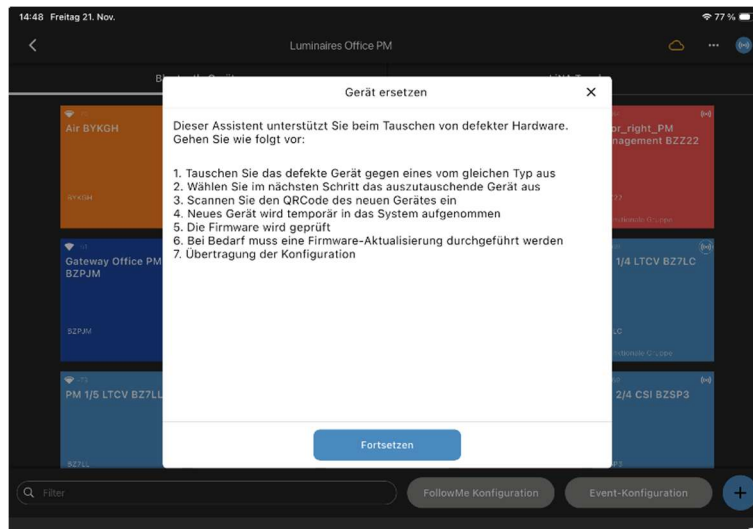 14:48 Freitag 21. Nov.
77 %
Luminaires Office PM
Gerät ersetzen
Dieser Assistent unterstützt Sie beim Tauschen von defekter Hardware.
Gehen Sie wie folgt vor:
1. Tauschen Sie das defekte Gerät gegen eines vom gleichen Typ aus
2. Wählen Sie im nächsten Schritt das auszutauschende Gerät aus
3. Scannen Sie den QRCode des neuen Gerätes ein
4. Neues Gerät wird temporär in das System aufgenommen
5. Die Firmware wird geprüft
6. Bei Bedarf muss eine Firmware-Aktualisierung durchgeführt werden
7. Übertragung der Konfiguration
Fortsetzen
Air BYKGH
BYKGH
BZZ22
Gateway Office PM
BZPJM
BZPJM
1/4 LTCV BZ7LC
PM 1/5 LTCV BZ7LL
BZ7LL
2/4 CSI BZSP3
Filter
FollowMe Konfiguration
Event-Konfiguration